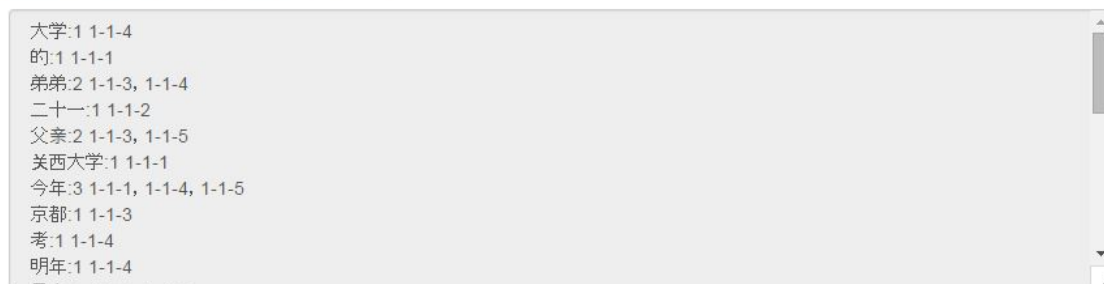 大学:1 1-1-4
的:1 1-1-1
弟弟:2 1-1-3, 1-1-4
二十一:1 1-1-2
父亲:2 1-1-3, 1-1-5
关西大学:1 1-1-1
今年:3 1-1-1, 1-1-4, 1-1-5
京都:1 1-1-3
考:1 1-1-4
明年:1 1-1-4